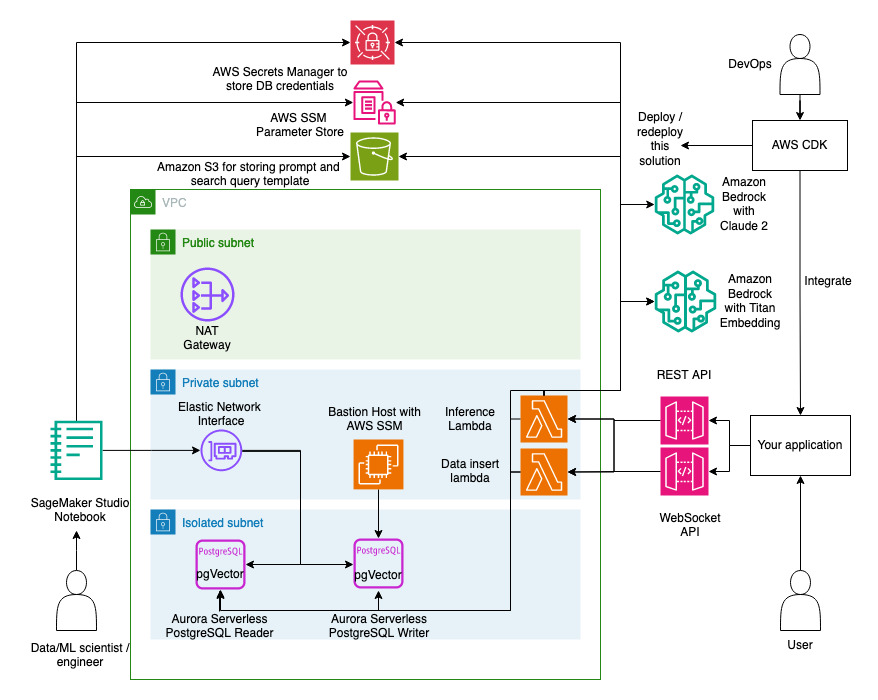 AWS Secrets Manager to
store DB credentials
AWS SSM
Parameter Store
Amazon S3 for storing prompt and
search query template
DevOps
AWS CDK
Deploy /
redeploy
this
solution
Amazon
Bedrock
with
Claude 2
Amazon
Bedrock
with Titan
Embedding
Integrate
VPC
Public subnet
NAT
Gateway
Private subnet
Elastic Network
Interface
Bastion Host with
AWS SSM
Inference
Lambda
Data insert
lambda
REST API
</>
</>
WebSocket
API
Your application
User
SageMaker Studio
Notebook
Data/ML scientist /
engineer
Isolated subnet
PostgreSQL
pgVector
Aurora Serverless
PostgreSQL Reader
PostgreSQL
pgVector
Aurora Serverless
PostgreSQL Writer